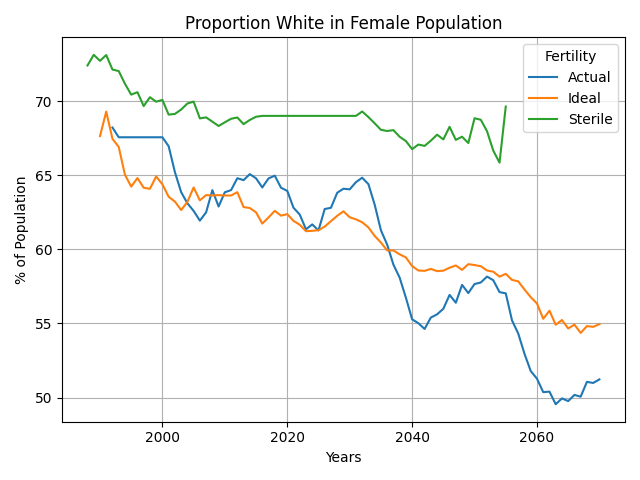 Proportion White in Female Population
Fertility
Actual
Ideal
Sterile
% of Population
70
65
60
55
50
2000
2020
2040
2060
Years